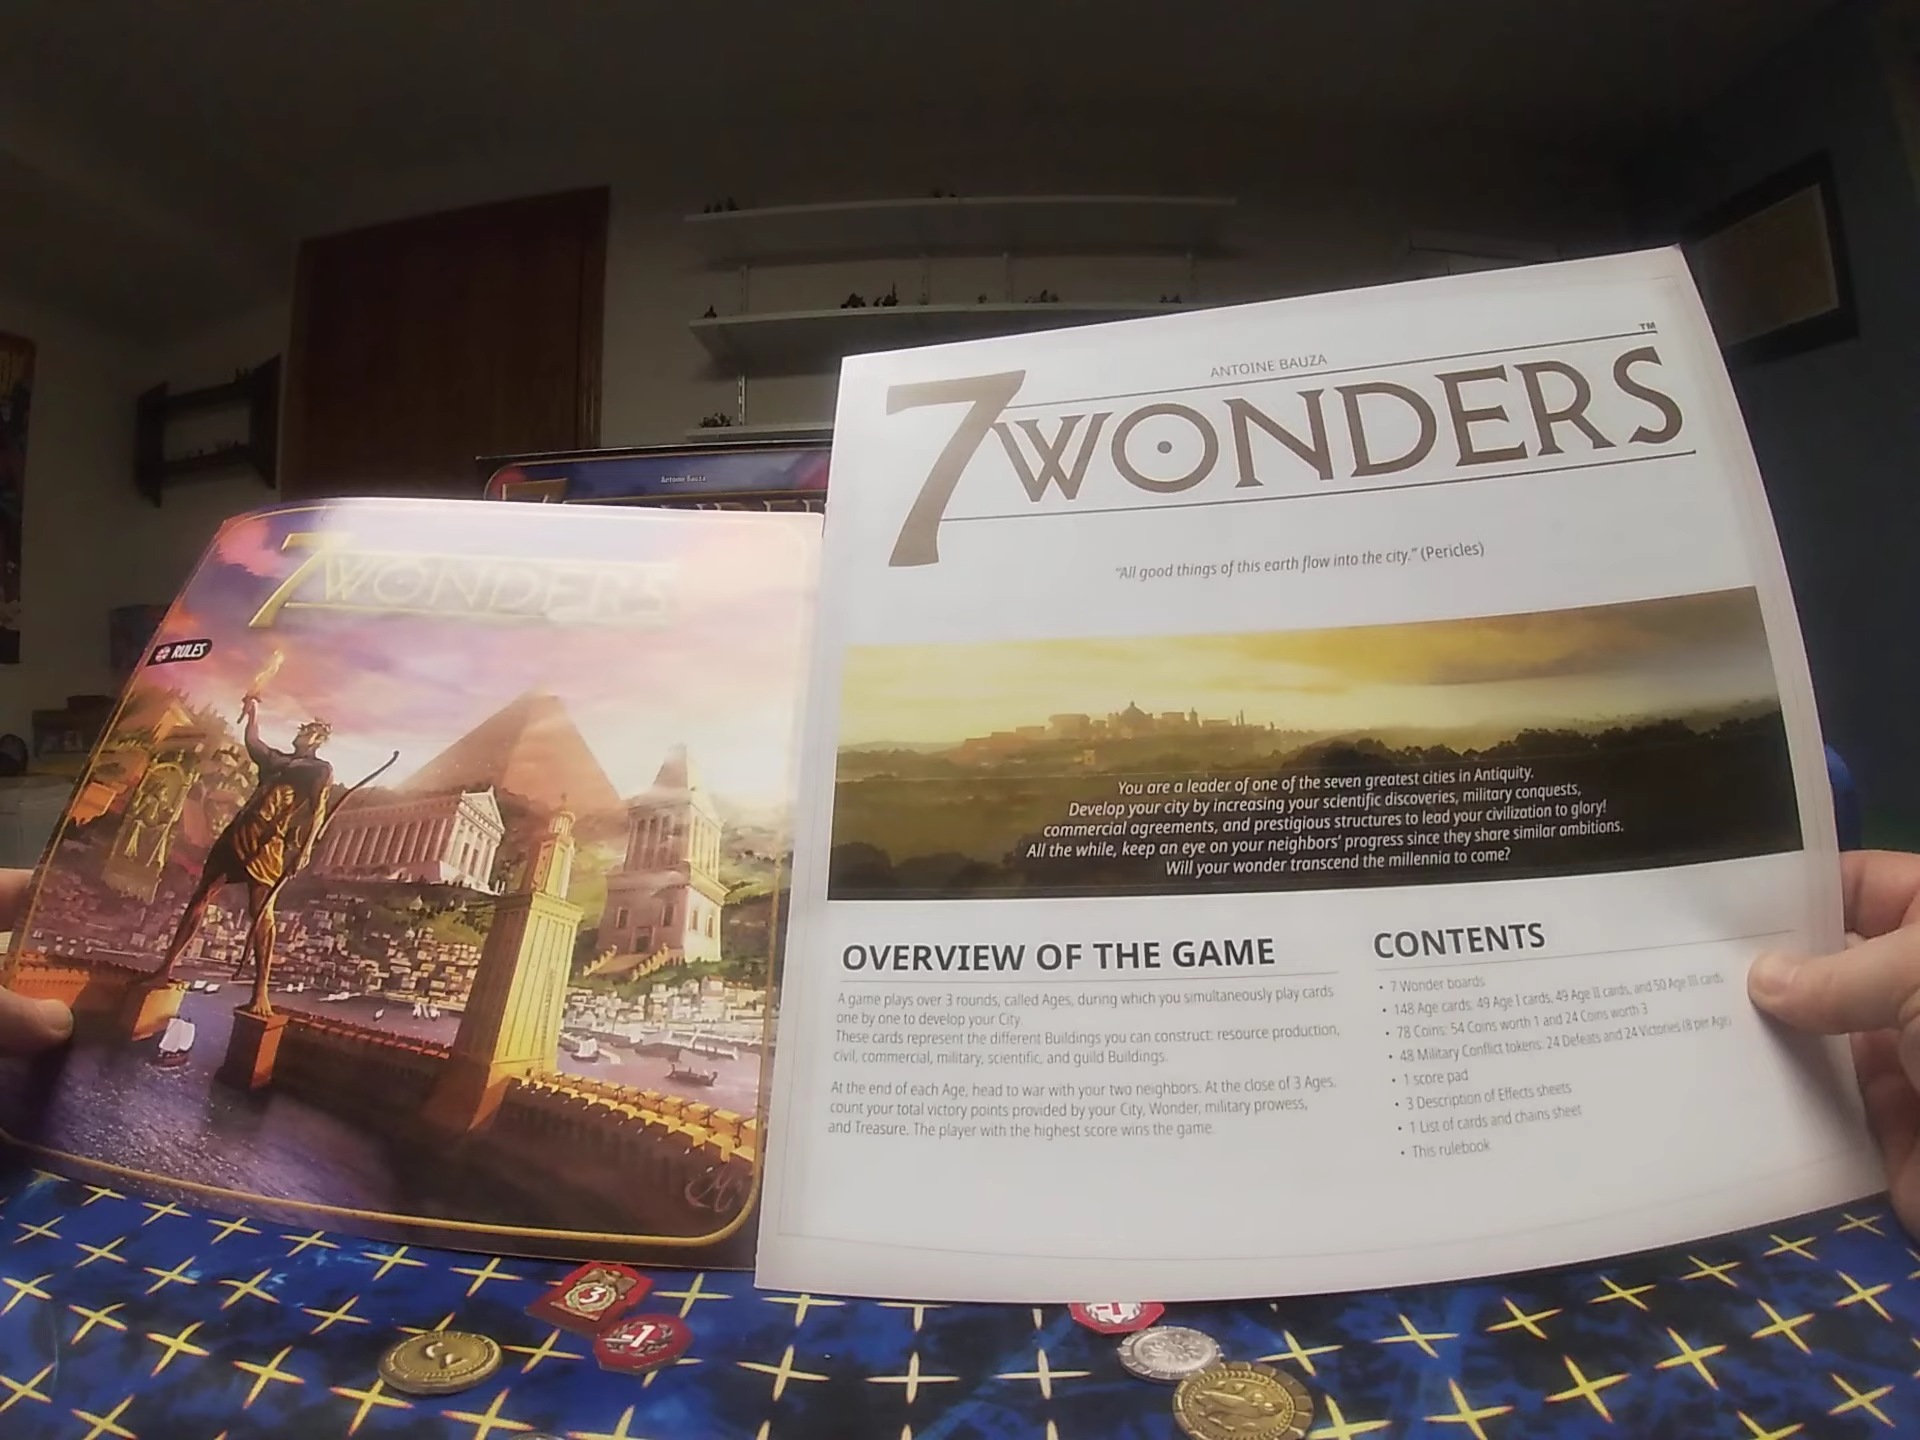 Antoine Bauza
7 WONDERS
RULES
ANTOINE BAUZA
7 WONDERS™
"All good things of this earth flow into the city." (Pericles)
You are a leader of one of the seven greatest cities in Antiquity.
Develop your city by increasing your scientific discoveries, military conquests,
commercial agreements, and prestigious structures to lead your civilization to glory!
All the while, keep an eye on your neighbors' progress since they share similar ambitions.
Will your wonder transcend the millennia to come?
OVERVIEW OF THE GAME
A game plays over 3 rounds, called Ages, during which you simultaneously play cards
one by one to develop your City.
These cards represent the different Buildings you can construct: resource production,
civil, commercial, military, scientific, and guild Buildings.
At the end of each Age, head to war with your two neighbors. At the close of 3 Ages,
count your total victory points provided by your City, Wonder, military prowess,
and Treasure. The player with the highest score wins the game.
CONTENTS
• 7 Wonder boards
• 148 Age cards: 49 Age I cards, 49 Age II cards, and 50 Age III cards
• 78 Coins: 54 Coins worth 1 and 24 Coins worth 3
• 48 Military Conflict tokens: 24 Defeats and 24 Victories (8 per Age)
• 1 score pad
• 3 Description of Effects sheets
• 1 List of cards and chains sheet
• This rulebook
3
-1
-1